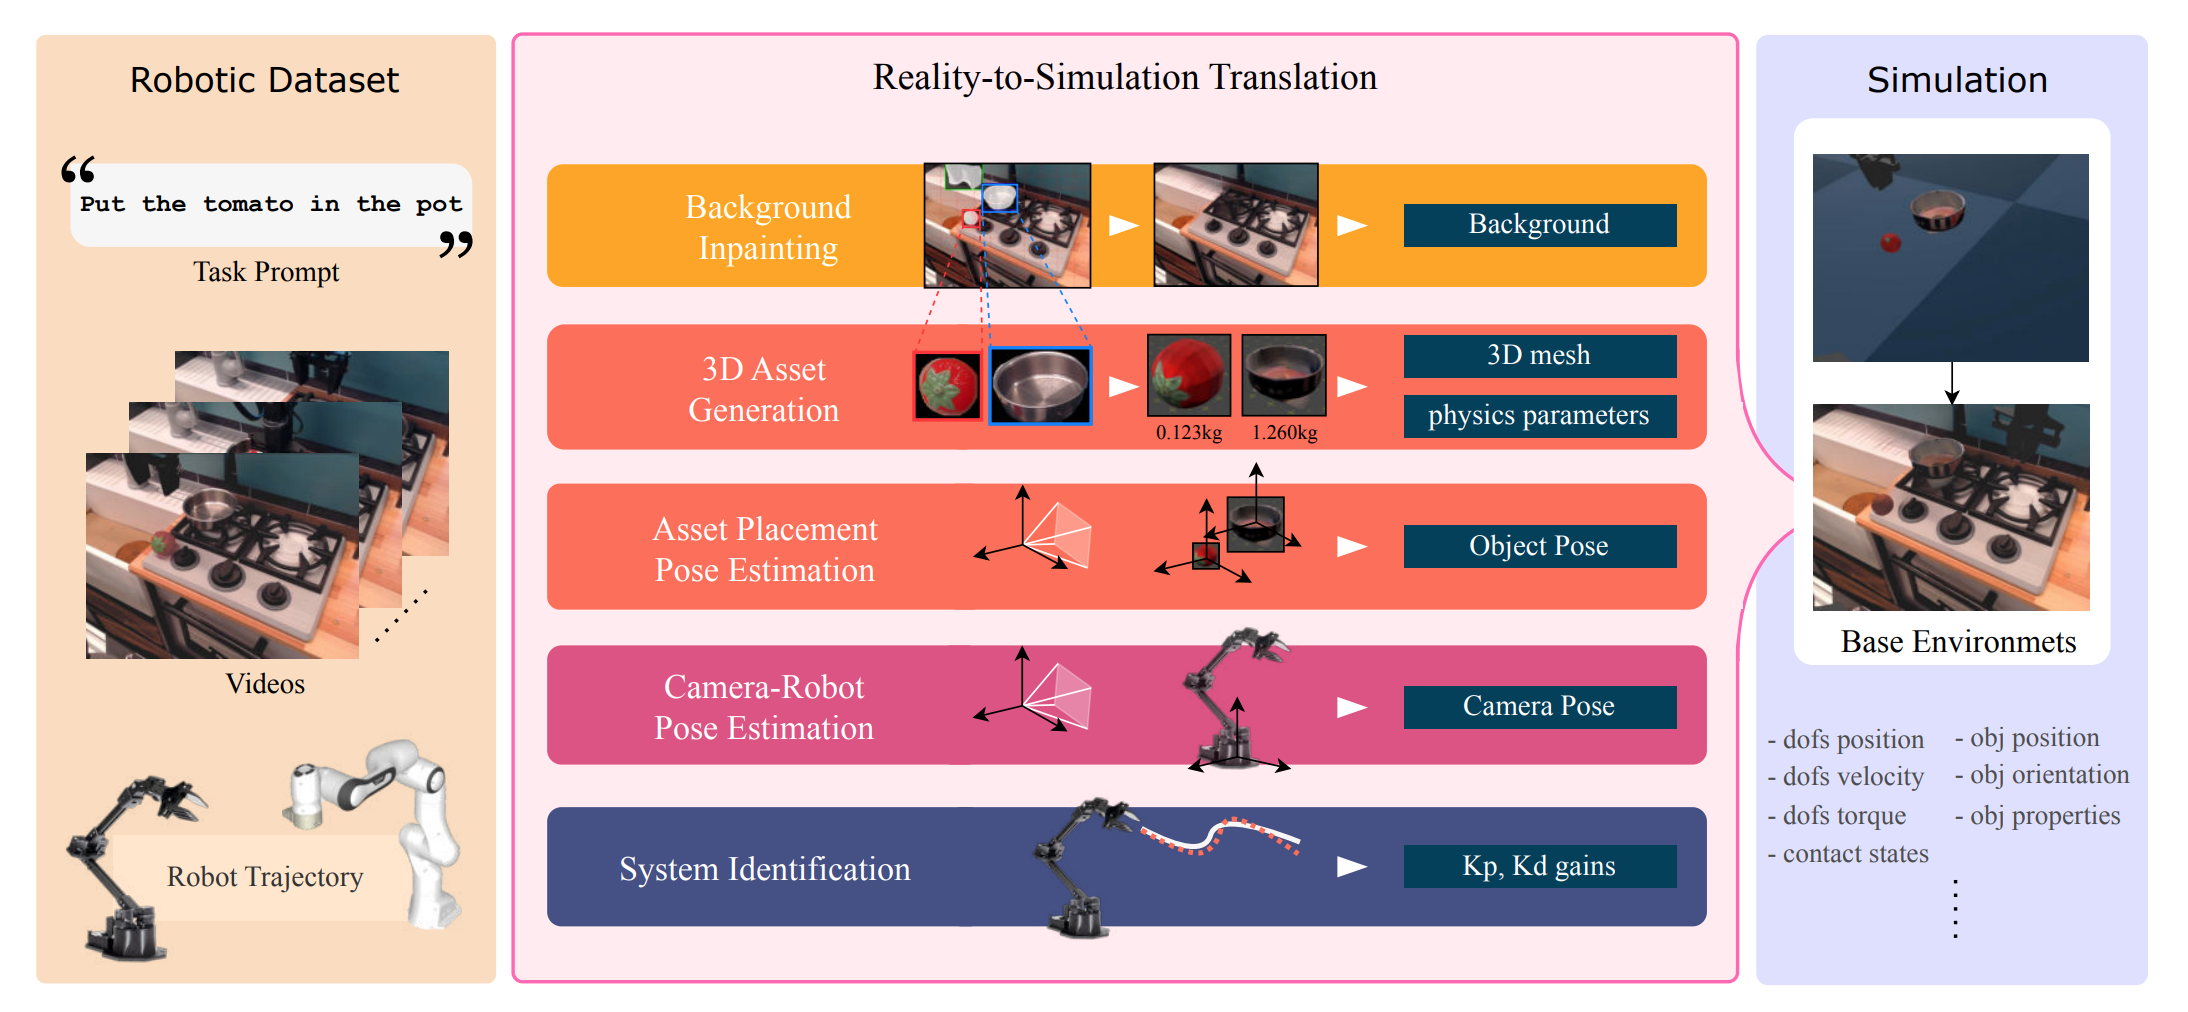 Robotic Dataset
“
Put the tomato in the pot
”
Task Prompt
Videos
Robot Trajectory
Reality-to-Simulation Translation
Background
Inpainting
Background
3D Asset
Generation
0.123kg
1.260kg
3D mesh
physics parameters
Asset Placement
Pose Estimation
Object Pose
Camera-Robot
Pose Estimation
Camera Pose
System Identification
Kp, Kd gains
Simulation
Base Environmets
- dofs position
- dofs velocity
- dofs torque
- contact states
- obj position
- obj orientation
- obj properties